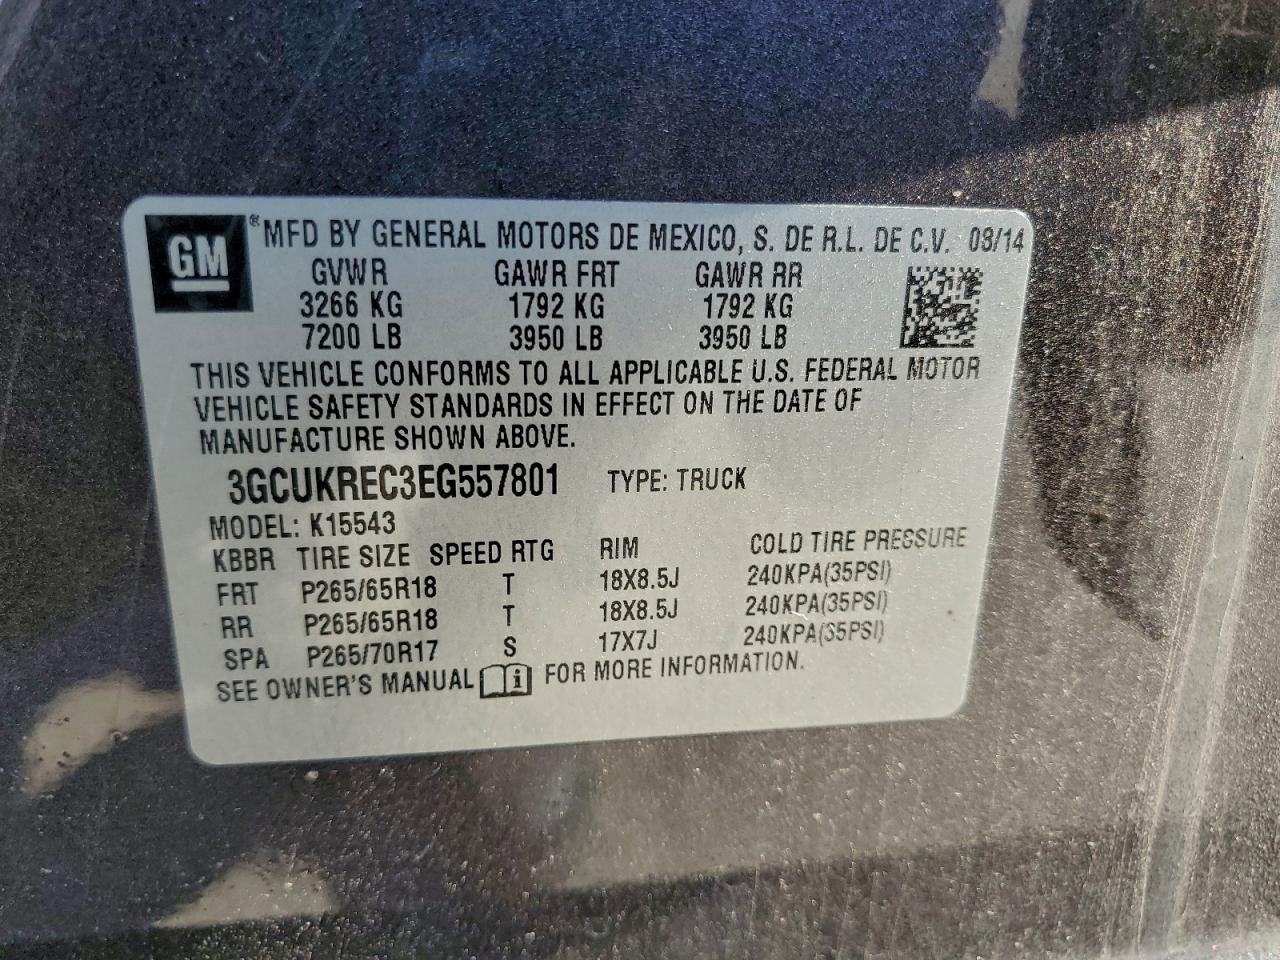 GM ® MFD BY GENERAL MOTORS DE MEXICO, S. DE R.L. DE C.V. 08/14
GVWR GAWR FRT GAWR RR
3266 KG 1792 KG 1792 KG
7200 LB 3950 LB 3950 LB
THIS VEHICLE CONFORMS TO ALL APPLICABLE U.S. FEDERAL MOTOR
VEHICLE SAFETY STANDARDS IN EFFECT ON THE DATE OF
MANUFACTURE SHOWN ABOVE.
3GCUKREC3EG557801 TYPE: TRUCK
MODEL: K15543
KBBR TIRE SIZE SPEED RTG RIM COLD TIRE PRESSURE
FRT P265/65R18 T 18X8.5J 240KPA(35PSI)
RR P265/65R18 T 18X8.5J 240KPA(35PSI)
SPA P265/70R17 S 17X7J 240KPA(35PSI)
SEE OWNER'S MANUAL i FOR MORE INFORMATION.